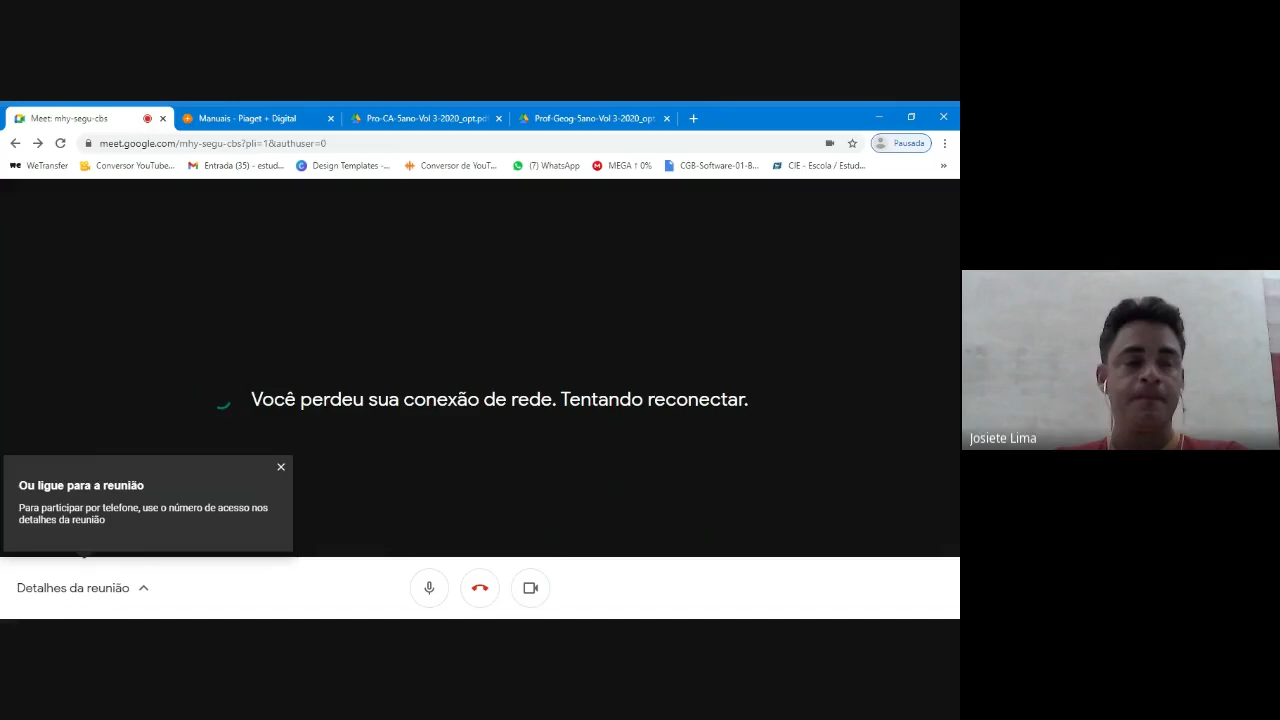 Meet: mhy-segu-cbs
Manuais - Piaget + Digital
Pro-CA-5ano-Vol 3-2020_opt.pdf
Prof-Geog-5ano-Vol 3-2020_opt
meet.google.com/mhy-segu-cbs?pli=1&authuser=0
Pausada
WeTransfer
Conversor YouTube...
Entrada (35) - estud...
Design Templates -...
Conversor de YouT...
(7) WhatsApp
MEGA ↑ 0%
CGB-Software-01-8...
CIE - Escola / Estud...
Você perdeu sua conexão de rede. Tentando reconectar.
Ou ligue para a reunião
Para participar por telefone, use o número de acesso nos
detalhes da reunião
Detalhes da reunião
Josiete Lima